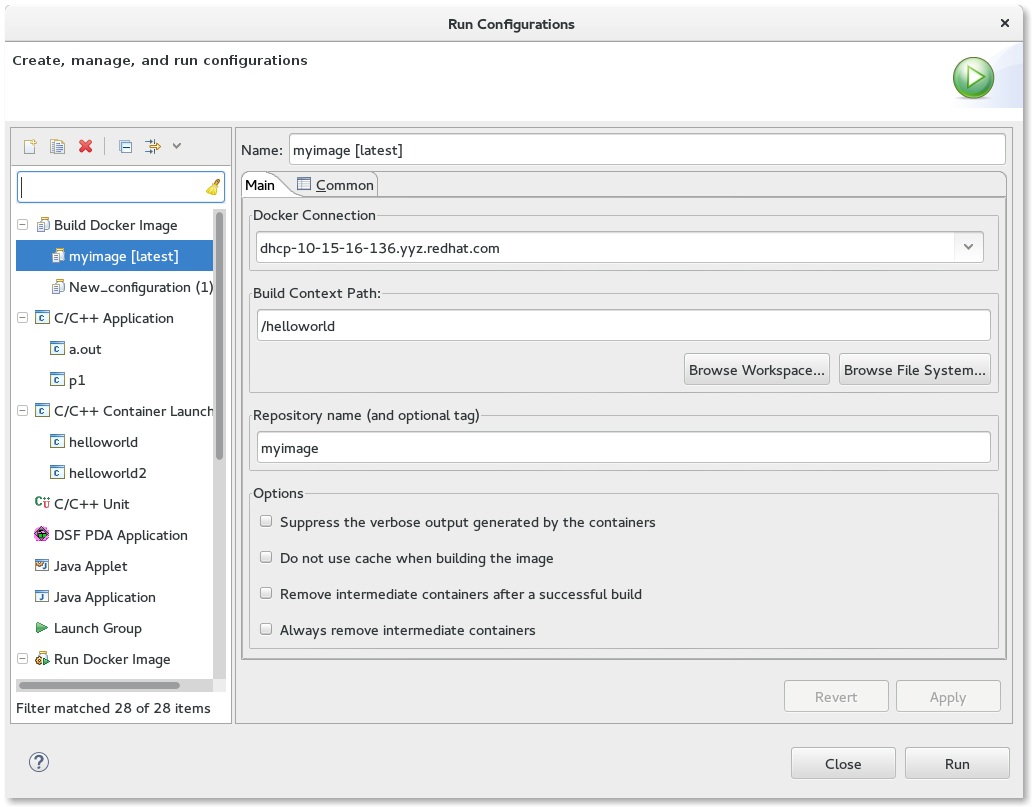 Run Configurations
Create, manage, and run configurations
Name: myimage [latest]
Main
Common
Build Docker Image
myimage [latest]
New_configuration (1)
C/C++ Application
a.out
p1
C/C++ Container Launch
helloworld
helloworld2
C/C++ Unit
DSF PDA Application
Java Applet
Java Application
Launch Group
Run Docker Image
Filter matched 28 of 28 items
Docker Connection
dhcp-10-15-16-136.yyz.redhat.com
Build Context Path:
/helloworld
Browse Workspace... Browse File System...
Repository name (and optional tag)
myimage
Options
Suppress the verbose output generated by the containers
Do not use cache when building the image
Remove intermediate containers after a successful build
Always remove intermediate containers
Revert Apply
? Close Run